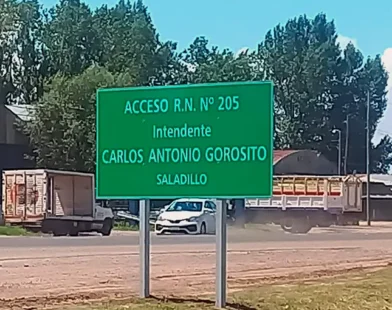 ACCESO R.N. Nº 205
Intendente
CARLOS ANTONIO GOROSITO
SALADILLO